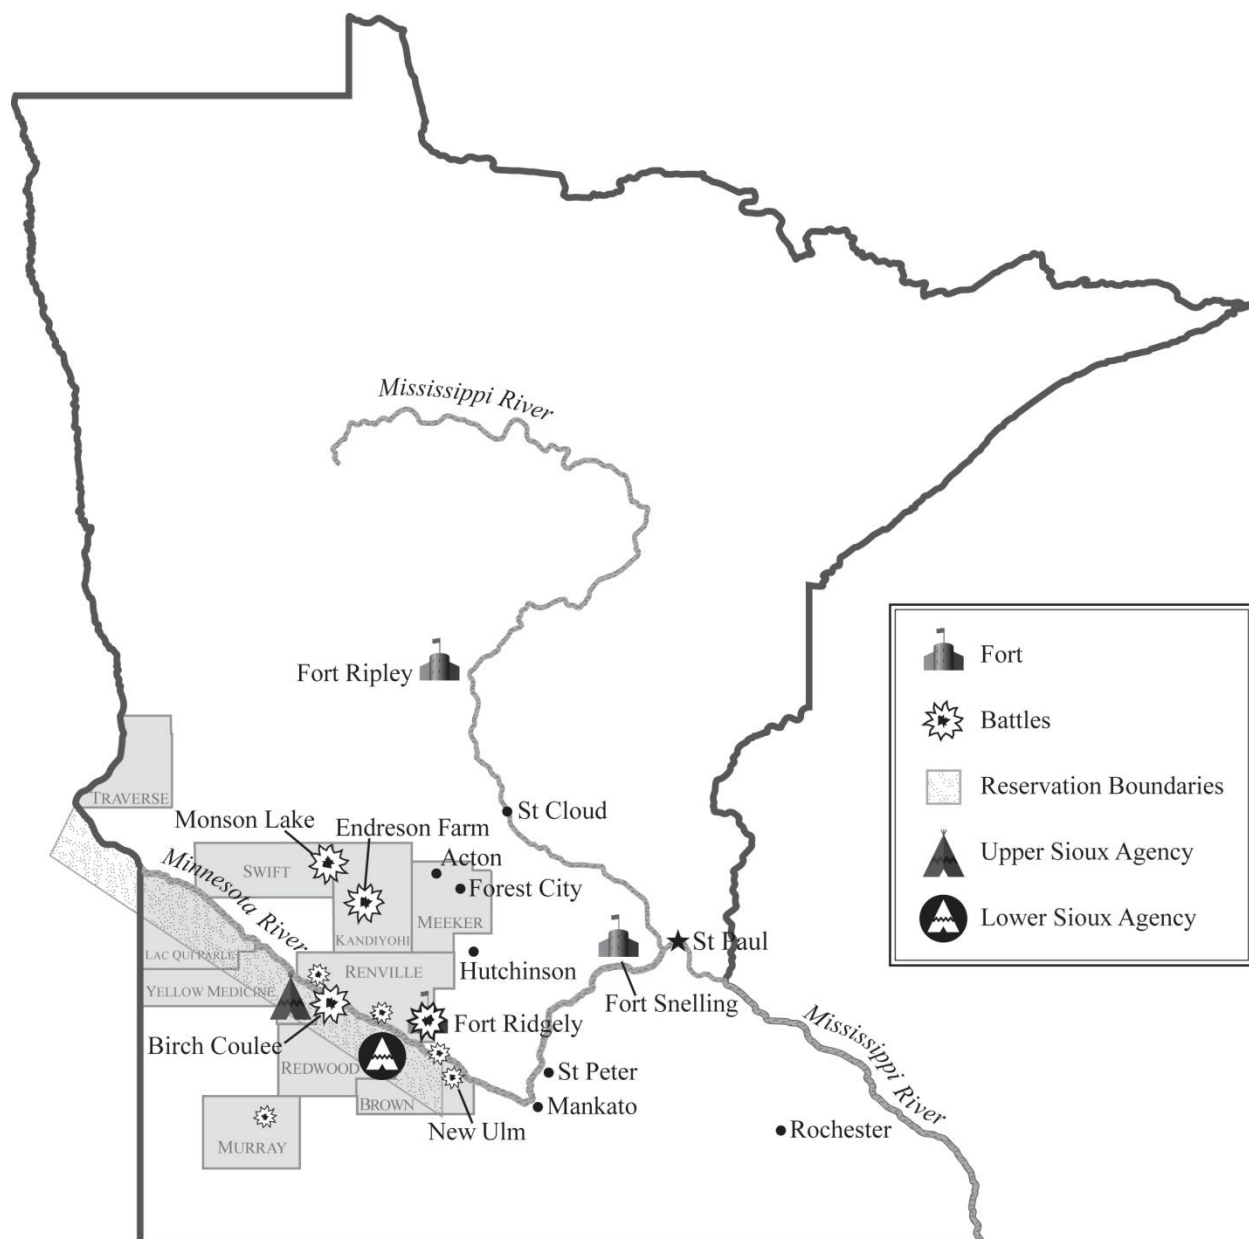 Mississippi River
Fort Ripley
TRAVERSE
St Cloud
Monson Lake
Endreson Farm
Acton
Forest City
SWIFT
MEEKER
KANDIYOHI
Minnesota River
St Paul
Hutchinson
Fort Snelling
LAC QUI PARLE
RENVILLE
YELLOW MEDICINE
Fort Ridgely
Birch Coulee
REDWOOD
St Peter
BROWN
Mankato
New Ulm
MURRAY
Rochester
Mississippi River
Fort
Battles
Reservation Boundaries
Upper Sioux Agency
Lower Sioux Agency